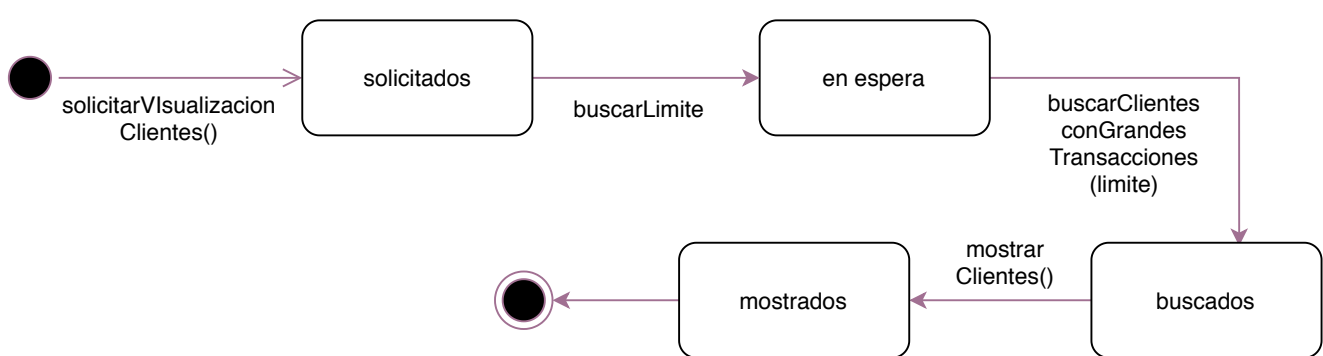 solicitados
en espera
solicitarVIsualizacion
Clientes()
buscarLimite
buscarClientes
conGrandes
Transacciones
(limite)
mostrar
Clientes()
mostrados
buscados